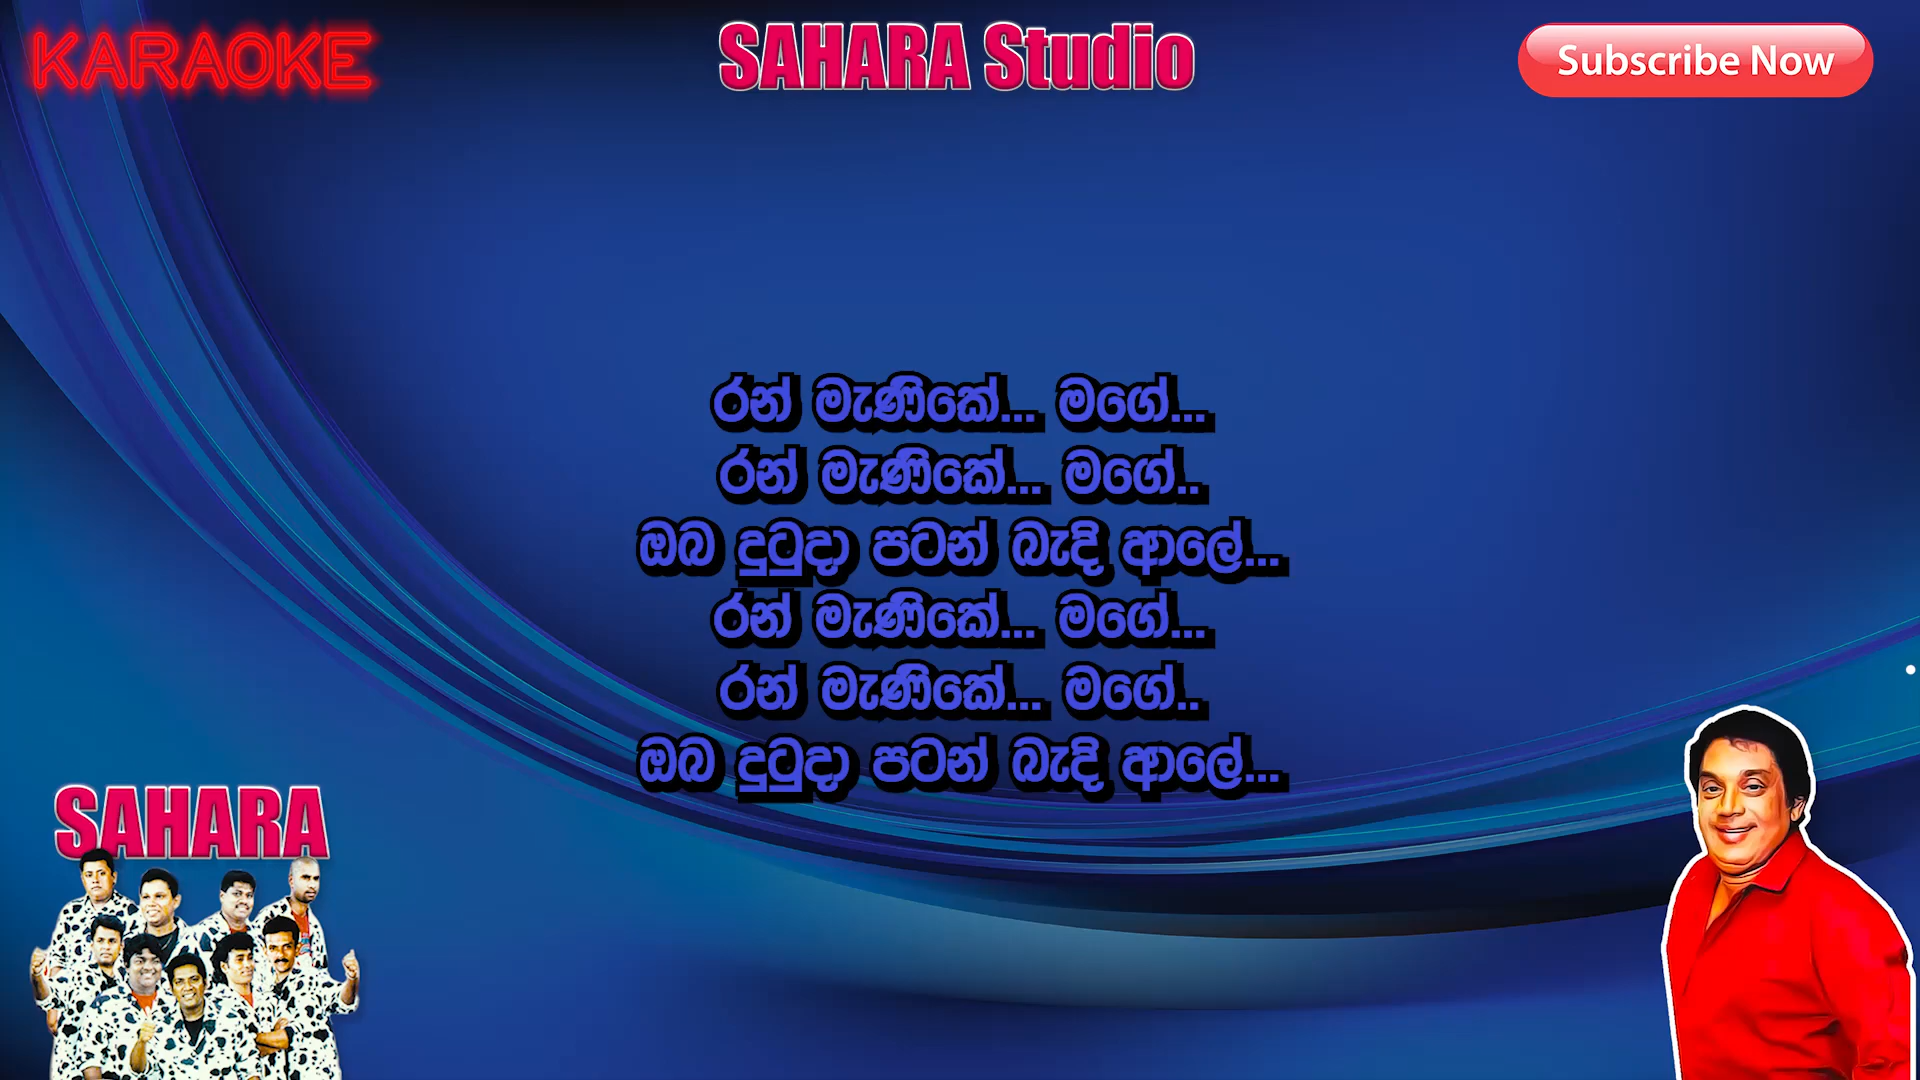 KARAOKE
SAHARA Studio
Subscribe Now
රන් මැණිකේ... මගේ...
රන් මැණිකේ... මගේ..
ඔබ දුටුදා පටන් බැදි ආලේ...
රන් මැණිකේ... මගේ...
රන් මැණිකේ... මගේ..
ඔබ දුටුදා පටන් බැදි ආලේ...
SAHARA